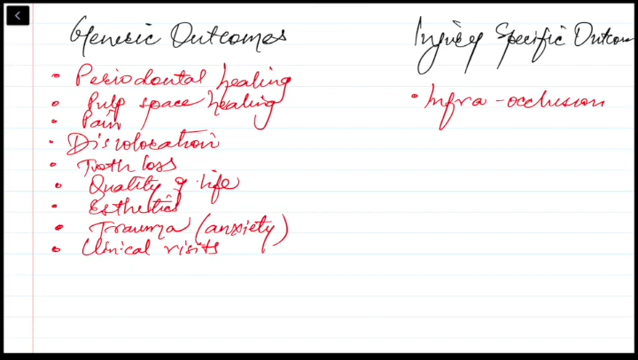 Generic Outcomes
• Periodontal healing
• Pulp space healing
• Pain
• Discoloration
• Tooth loss
• Quality of life
• Esthetics
• Trauma (anxiety)
• Clinical visits
Injury Specific Outcom
• Infra-occlusion